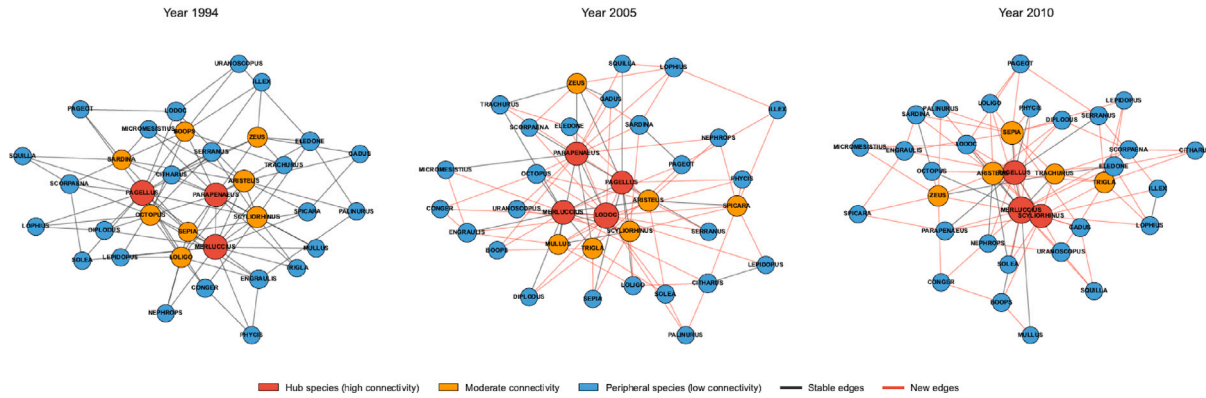 Year 1994
URANOSCOPUS
ILLEX
PAGEOT
LODOC
MICROMESISTIUS
BOOPS
ZEUS
ELEDONE
SQUILLA
SARDINA
SERRANUS
GADUS
TRACHURUS
CITHARUS
SCORPAENA
ARISTEUS
PAGELLUS
PARAPENAEUS
OCTOPUS
SCYLIORHINUS
SPICARA
PALINURUS
LOPHIUS
DIPLODUS
SEPIA
MERLUCCIUS
MULLUS
SOLEA
LEPIDOPUS
LOLIGO
TRIGLA
ENGRAULIS
CONGER
NEPHROPS
PHYCIS
Year 2005
SQUILLA
LOPHIUS
ZEUS
GADUS
TRACHURUS
ILLEX
SCORPAENA
ELEDONE
SARDINA
NEPHROPS
PARAPENAEUS
PAGEOT
MICROMESISTIUS
OCTOPUS
PAGELLUS
PHYCIS
ARISTEUS
SPICARA
CONGER
URANOSCOPUS
MERLUCCIUS
LODOC
ENGRAULIS
SCYLIORHINUS
SERRANUS
BOOPS
MULLUS
TRIGLA
LEPIDOPUS
DIPLODUS
SEPIA
LOLIGO
SOLEA
CITHARUS
PALINURUS
Year 2010
PAGEOT
LOLIGO
PHYCIS
LEPIDOPUS
PALINURUS
SARDINA
DIPLODUS
SERRANUS
SEPIA
MICROMESISTIUS
ENGRAULIS
LODOC
SCORPAENA
CITHARUS
ELEDONE
OCTOPUS
ARISTEUS
PAGELLUS
TRACHURUS
TRIGLA
ILLEX
ZEUS
SPICARA
MERLUCCIUS
SCYLIORHINUS
LOPHIUS
PARAPENAEUS
GADUS
NEPHROPS
URANOSCOPUS
SOLEA
CONGER
SQUILLA
BOOPS
MULLUS
Hub species (high connectivity)
Moderate connectivity
Peripheral species (low connectivity)
Stable edges
New edges